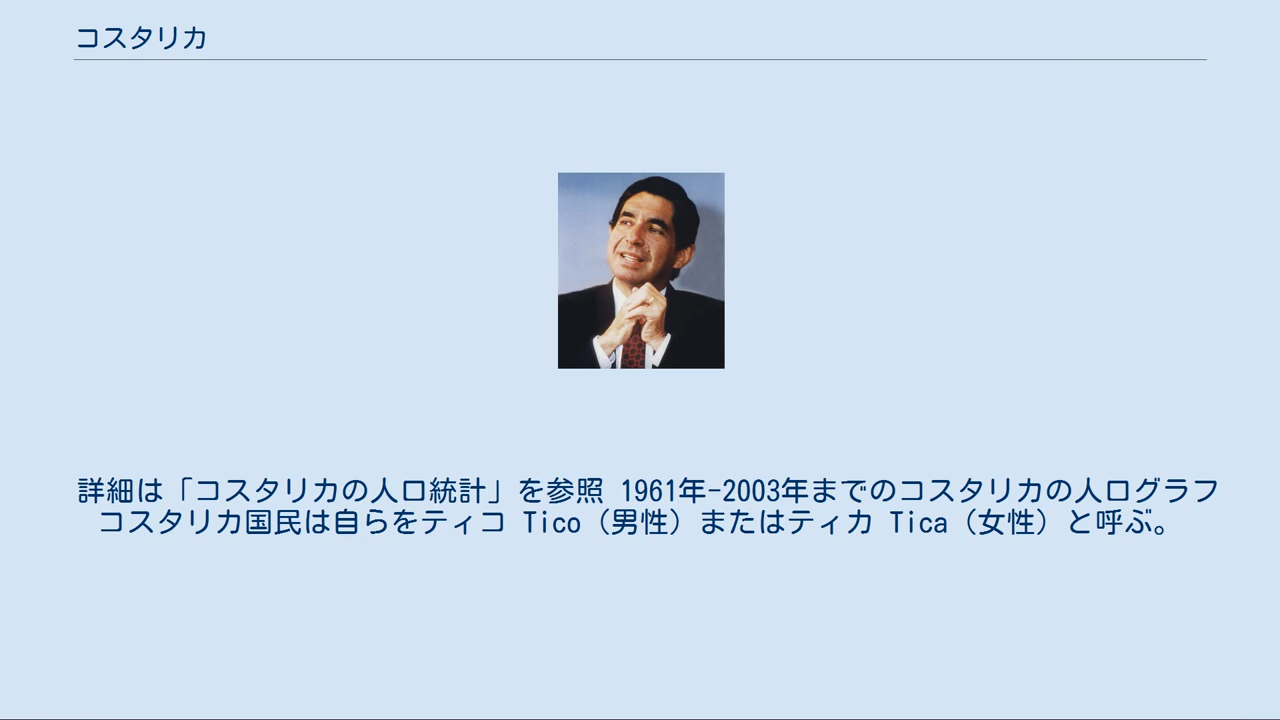 コスタリカ
詳細は「コスタリカの人口統計」を参照 1961年-2003年までのコスタリカの人口グラフ
コスタリカ国民は自らをティコ Tico（男性）またはティカ Tica（女性）と呼ぶ。